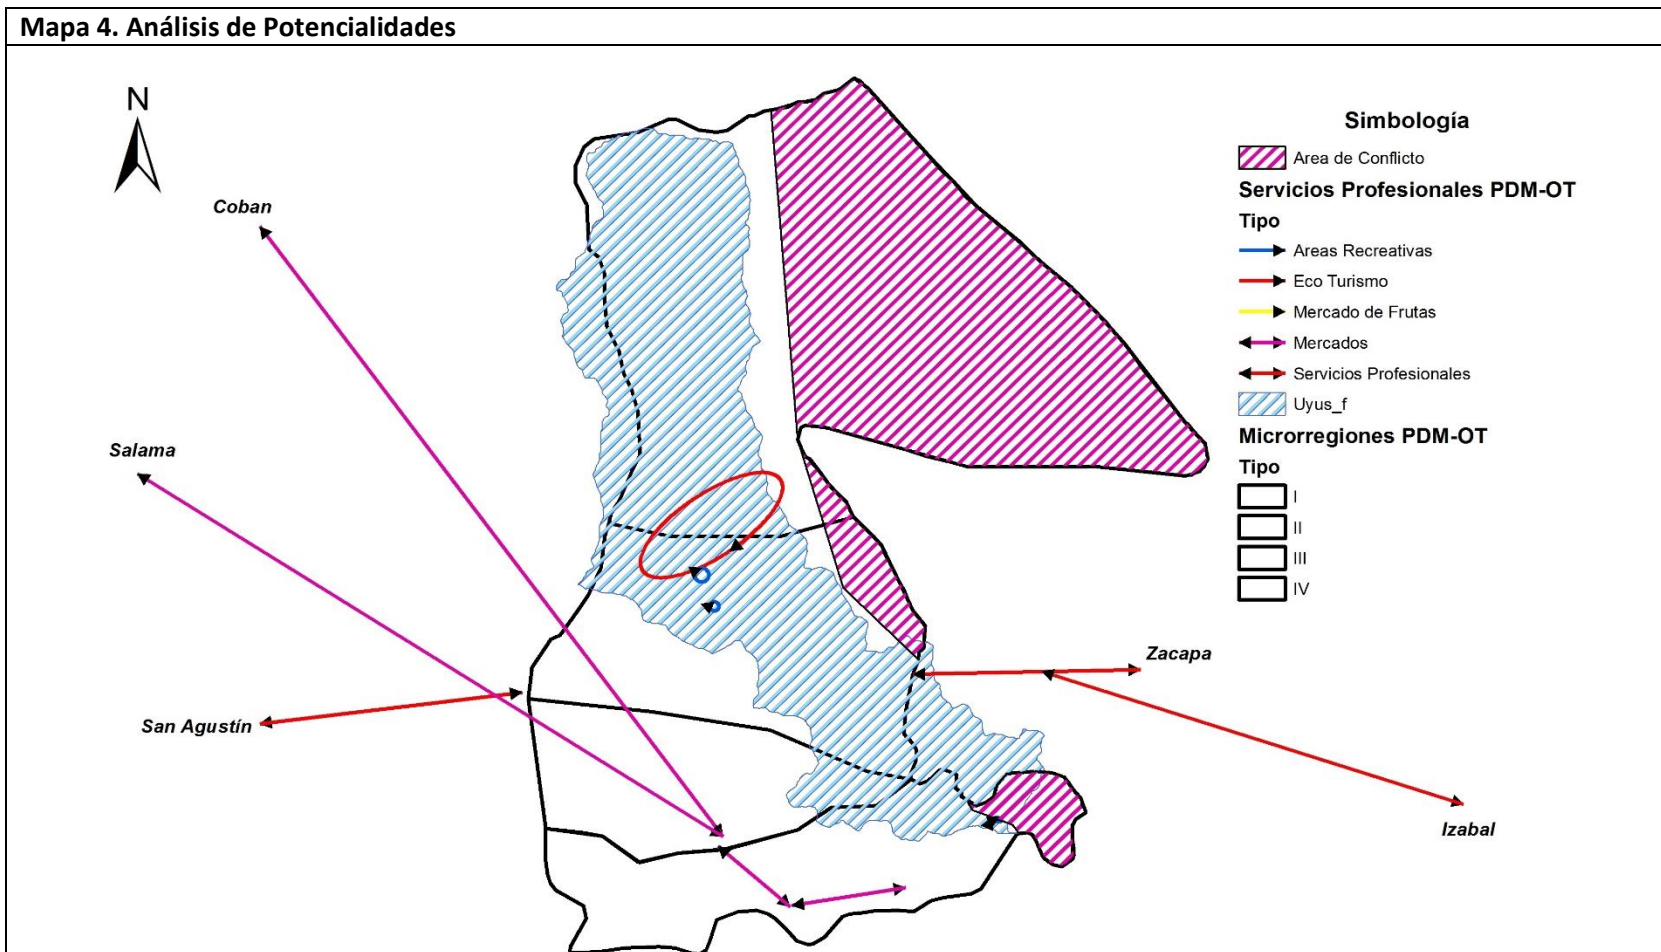 Mapa 4. Análisis de Potencialidades
N
Coban
Salama
San Agustín
Zacapa
Izabal
Simbología
Area de Conflicto
Servicios Profesionales PDM-OT
Tipo
Areas Recreativas
Eco Turismo
Mercado de Frutas
Mercados
Servicios Profesionales
Uyus_f
Microrregiones PDM-OT
Tipo
I
II
III
IV